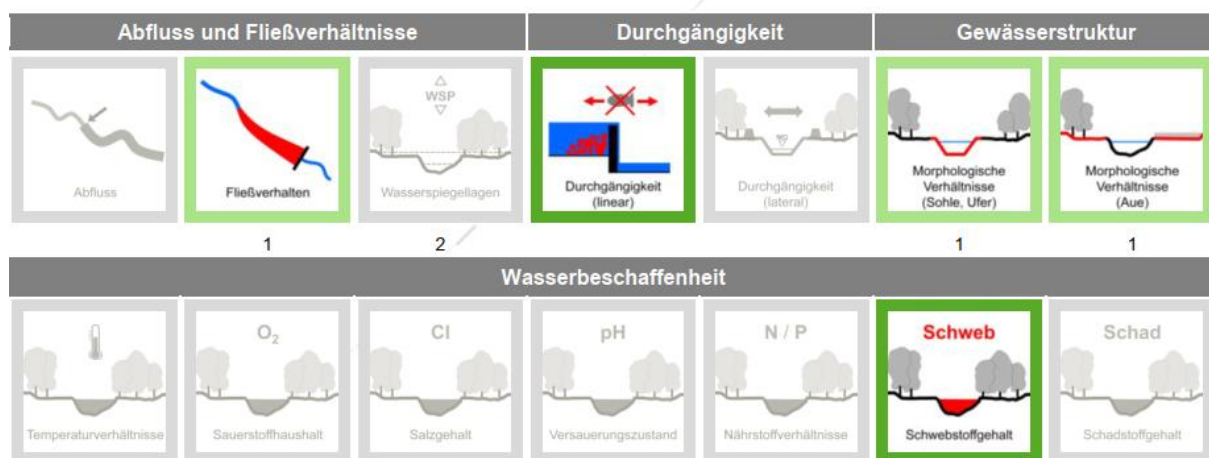 Abfluss und Fließverhältnisse
Durchgängigkeit
Gewässerstruktur
Abfluss
Fließverhalten
WSP
Wasserspiegellagen
Durchgängigkeit
(linear)
Durchgängigkeit
(lateral)
Morphologische
Verhältnisse
(Sohle, Ufer)
Morphologische
Verhältnisse
(Aue)
1
2
1
1
Wasserbeschaffenheit
Temperaturverhältnisse
O2
Sauerstoffhaushalt
Cl
Salzgehalt
pH
Versauerungszustand
N / P
Nährstoffverhältnisse
Schweb
Schwebstoffgehalt
Schad
Schadstoffgehalt